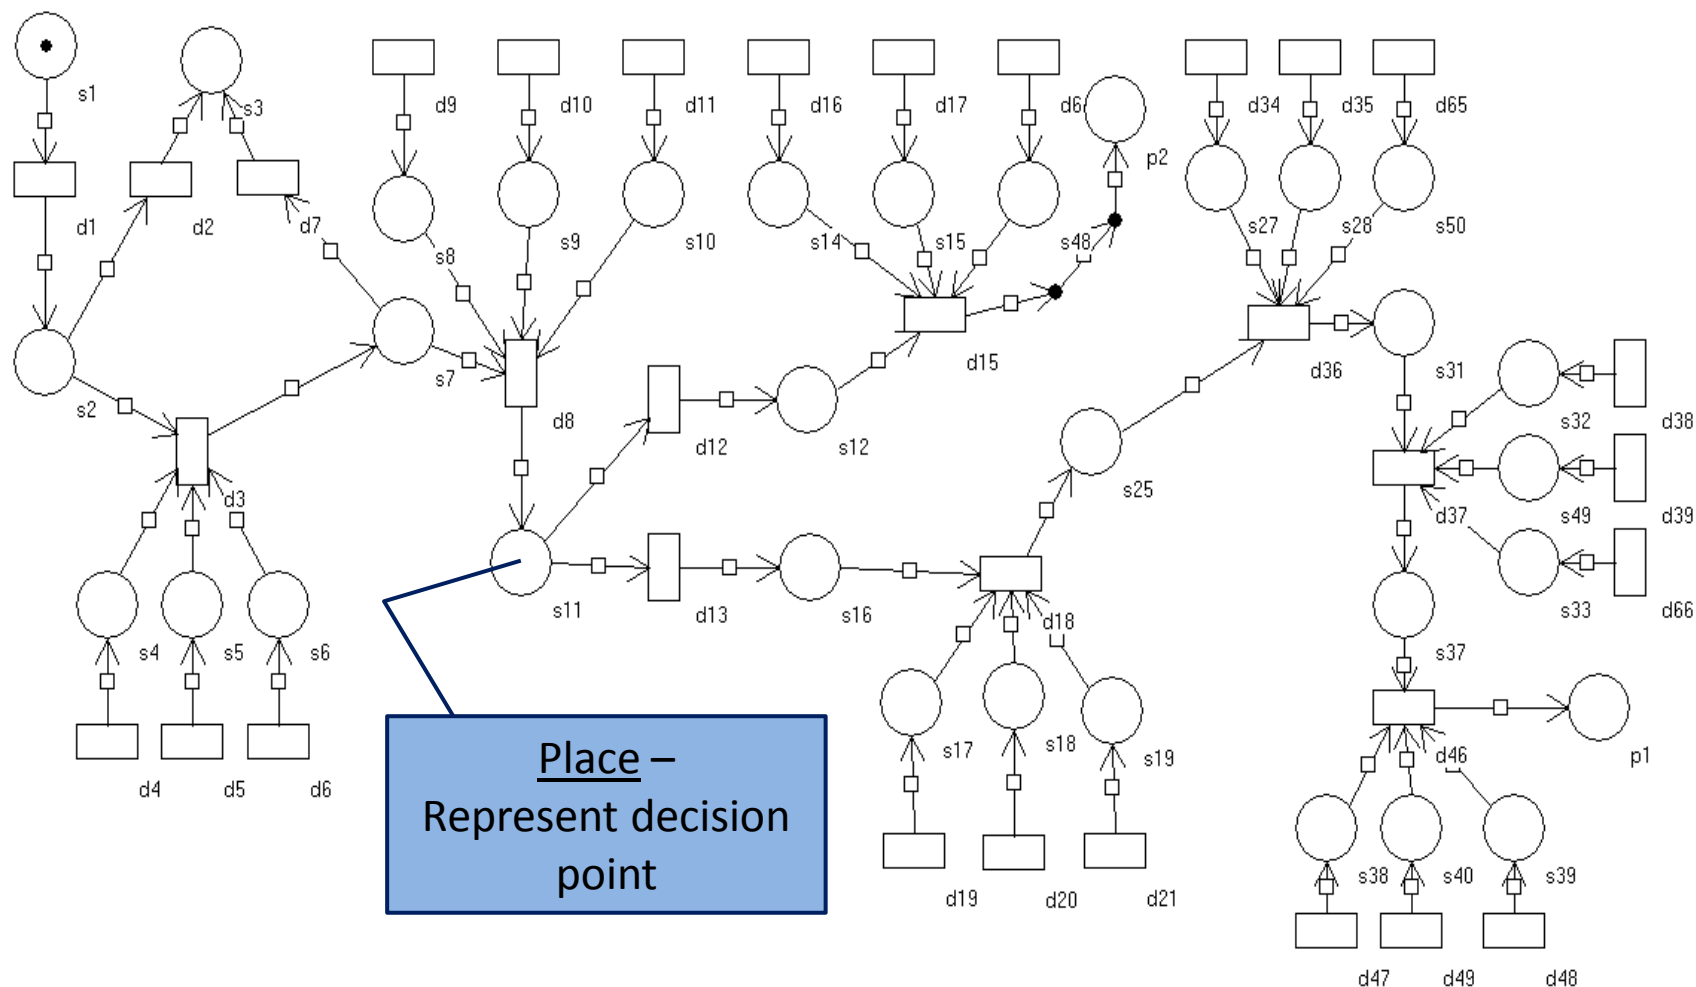 s1
s3
d9
d10
d11
d16
d17
d6
p2
d34
d35
d65
d1
d2
d7
s8
s9
s10
s14
s15
s48
s27
s28
s50
s2
s7
d8
d12
s12
d15
d36
s31
s32
d38
d3
s25
d37
s49
d39
s4
s5
s6
s11
d13
s16
d18
s33
d66
s37
d4
d5
d6
Place –
Represent decision
point
s17
s18
s19
d46
p1
d19
d20
d21
s38
s40
s39
d47
d49
d48